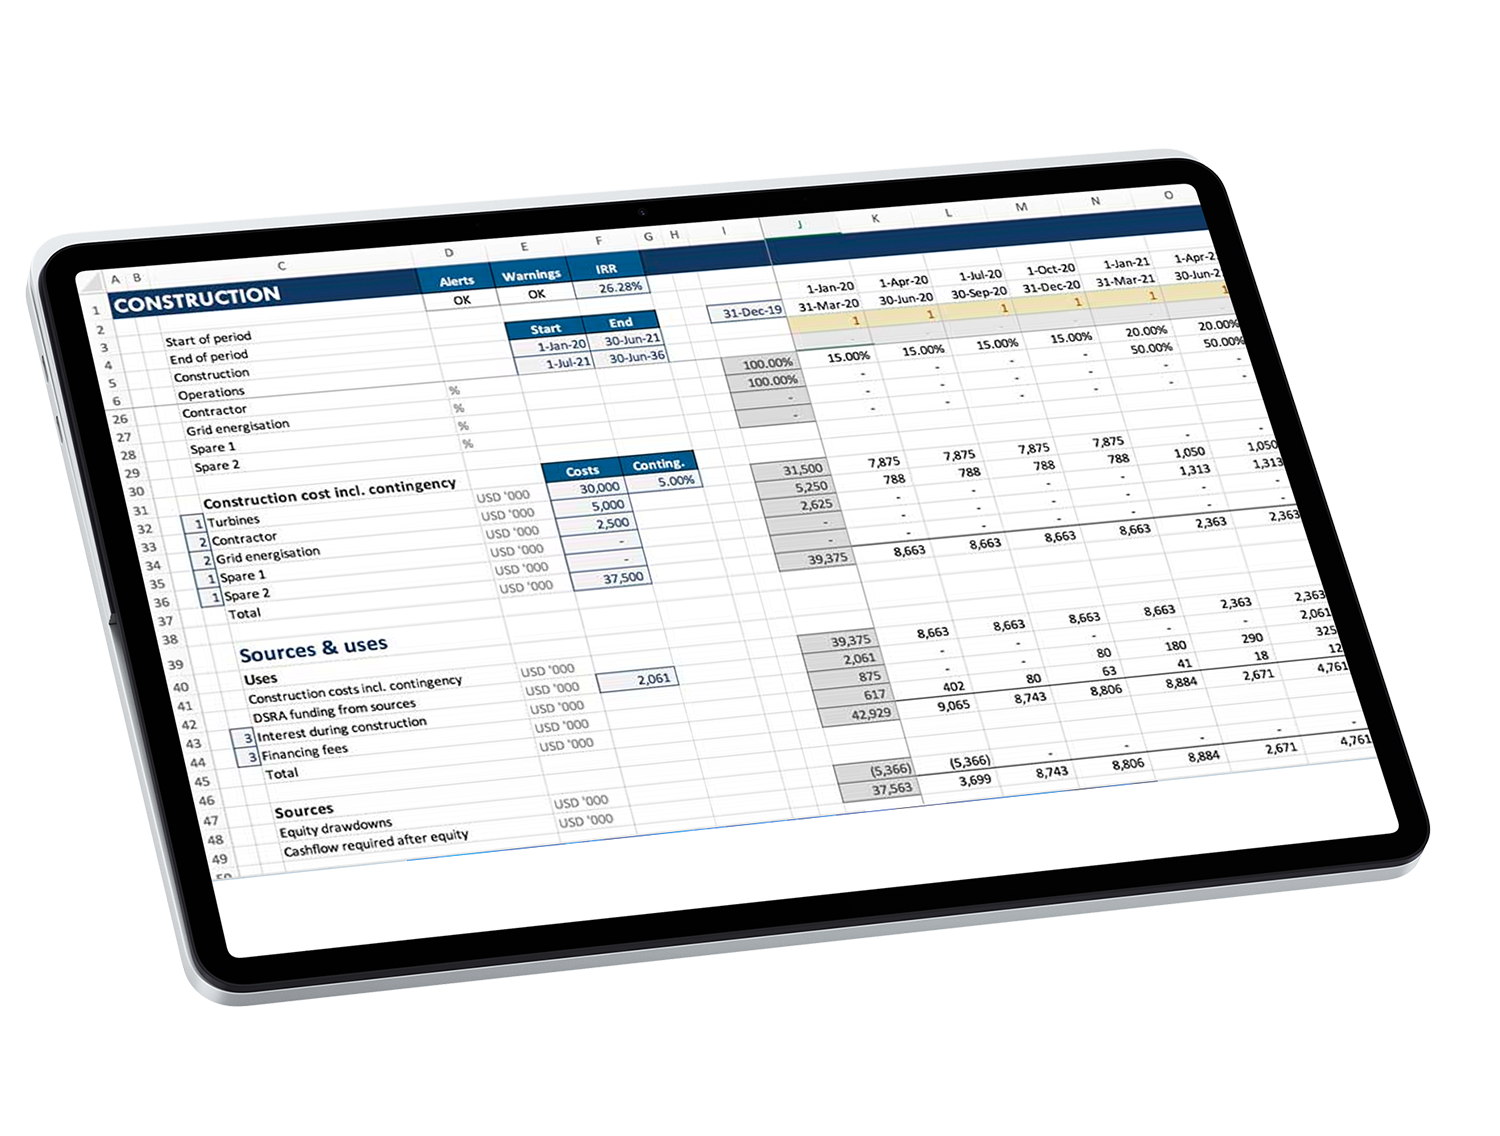 A B C D E F G H I J K L M N O
1 CONSTRUCTION Alerts Warnings IRR
2 OK OK 26.28%
3 Start of period 1-Jan-20 1-Apr-20 1-Jul-20 1-Oct-20 1-Jan-21 1-Apr-2
4 End of period Start End 31-Dec-19 31-Mar-20 30-Jun-20 30-Sep-20 31-Dec-20 31-Mar-21 30-Jun-2
5 Construction 1-Jan-20 30-Jun-21 1 1 1 1 1 1
6 Operations 1-Jul-21 30-Jun-36
26 Contractor % 100.00% 15.00% 15.00% 15.00% 15.00% 20.00% 20.00%
27 Grid energisation % 100.00% - - - - 50.00% 50.00%
28 Spare 1 % - - - - - - -
29 Spare 2 % - - - - - - -
30
31 Construction cost incl. contingency Costs Conting.
32 1 Turbines USD '000 30,000 5.00% 31,500 7,875 7,875 7,875 7,875 - -
33 2 Contractor USD '000 5,000 5,250 788 788 788 788 1,050 1,050
34 2 Grid energisation USD '000 2,500 2,625 - - - - 1,313 1,313
35 1 Spare 1 USD '000 - - - - - - - -
36 1 Spare 2 USD '000 - - - - - - - -
37 Total USD '000 37,500 39,375 8,663 8,663 8,663 8,663 2,363 2,363
38
39 Sources & uses
40 Uses
41 Construction costs incl. contingency USD '000 39,375 8,663 8,663 8,663 8,663 2,363 2,363
42 DSRA funding from sources USD '000 2,061 2,061 - - - - - 2,061
43 3 Interest during construction USD '000 875 - - 80 180 290 325
44 3 Financing fees USD '000 617 402 80 63 41 18 12
45 Total USD '000 42,929 9,065 8,743 8,806 8,884 2,671 4,761
46
47 Sources
48 Equity drawdowns USD '000 (5,366) (5,366) - - - - -
49 Cashflow required after equity USD '000 37,563 3,699 8,743 8,806 8,884 2,671 4,761